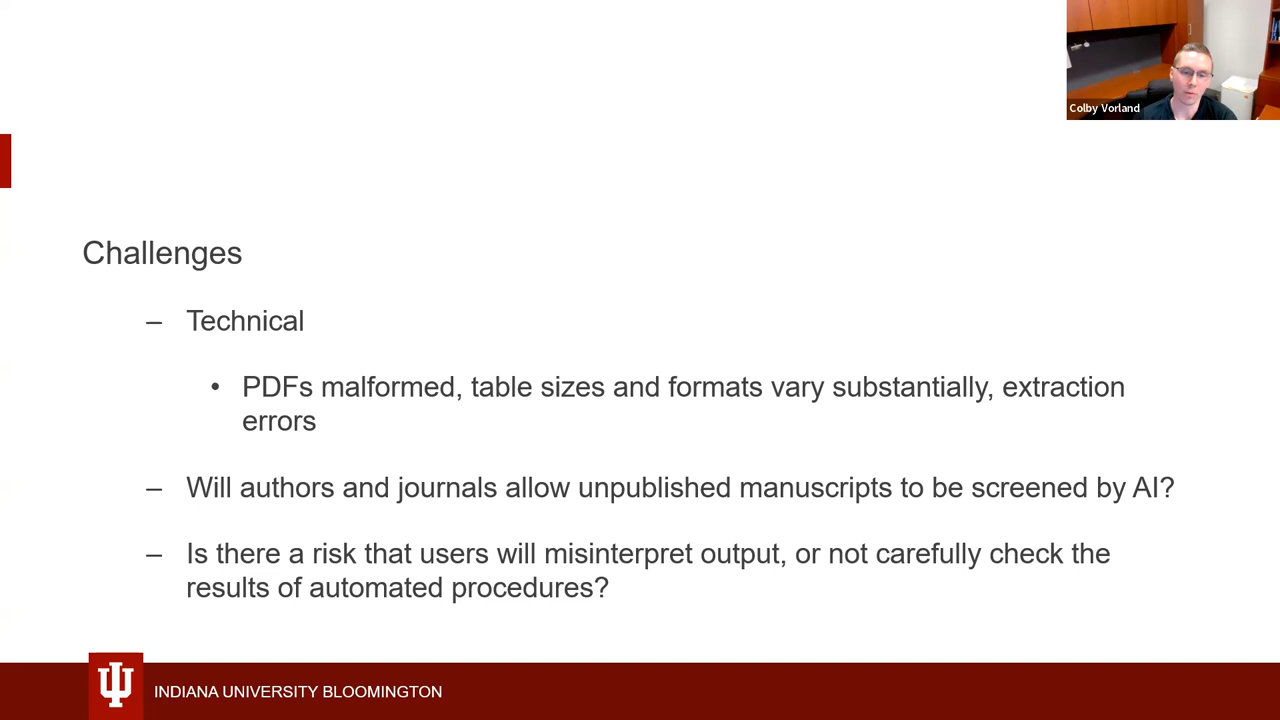 Colby Vorland
Challenges
– Technical
• PDFs malformed, table sizes and formats vary substantially, extraction
errors
– Will authors and journals allow unpublished manuscripts to be screened by AI?
– Is there a risk that users will misinterpret output, or not carefully check the
results of automated procedures?
INDIANA UNIVERSITY BLOOMINGTON